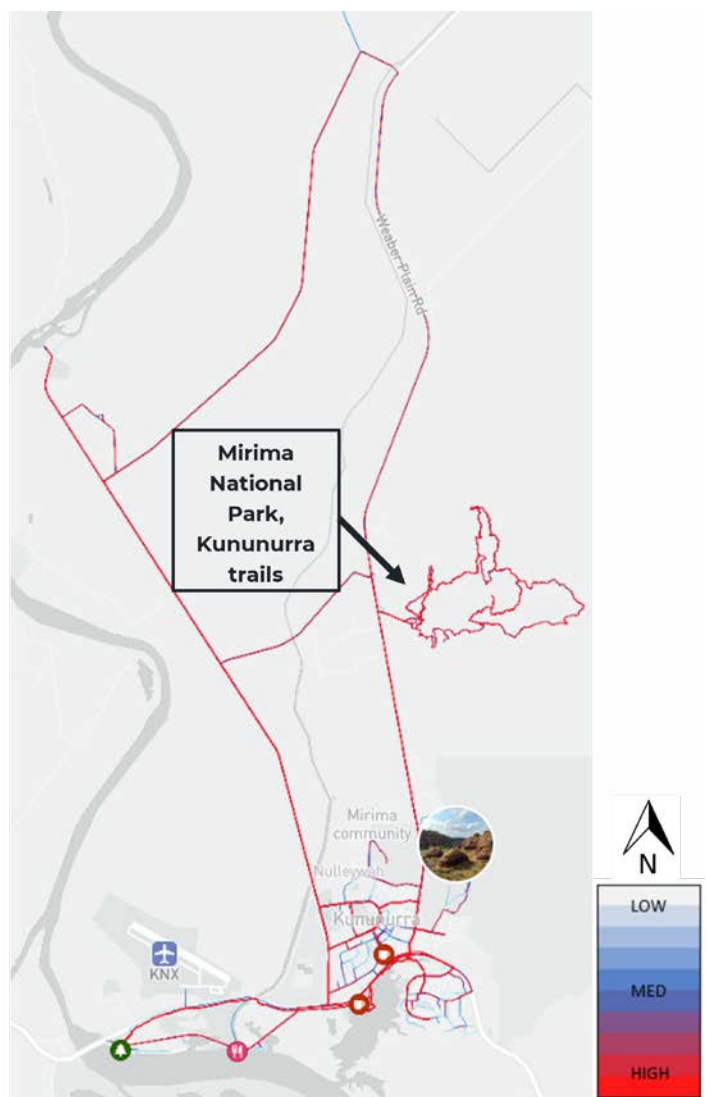 Weaber Plain Rd
Mirima
National
Park,
Kununurra
trails
Mirima
community
Nulleywah
Kununurra
KNX
N
LOW
MED
HIGH